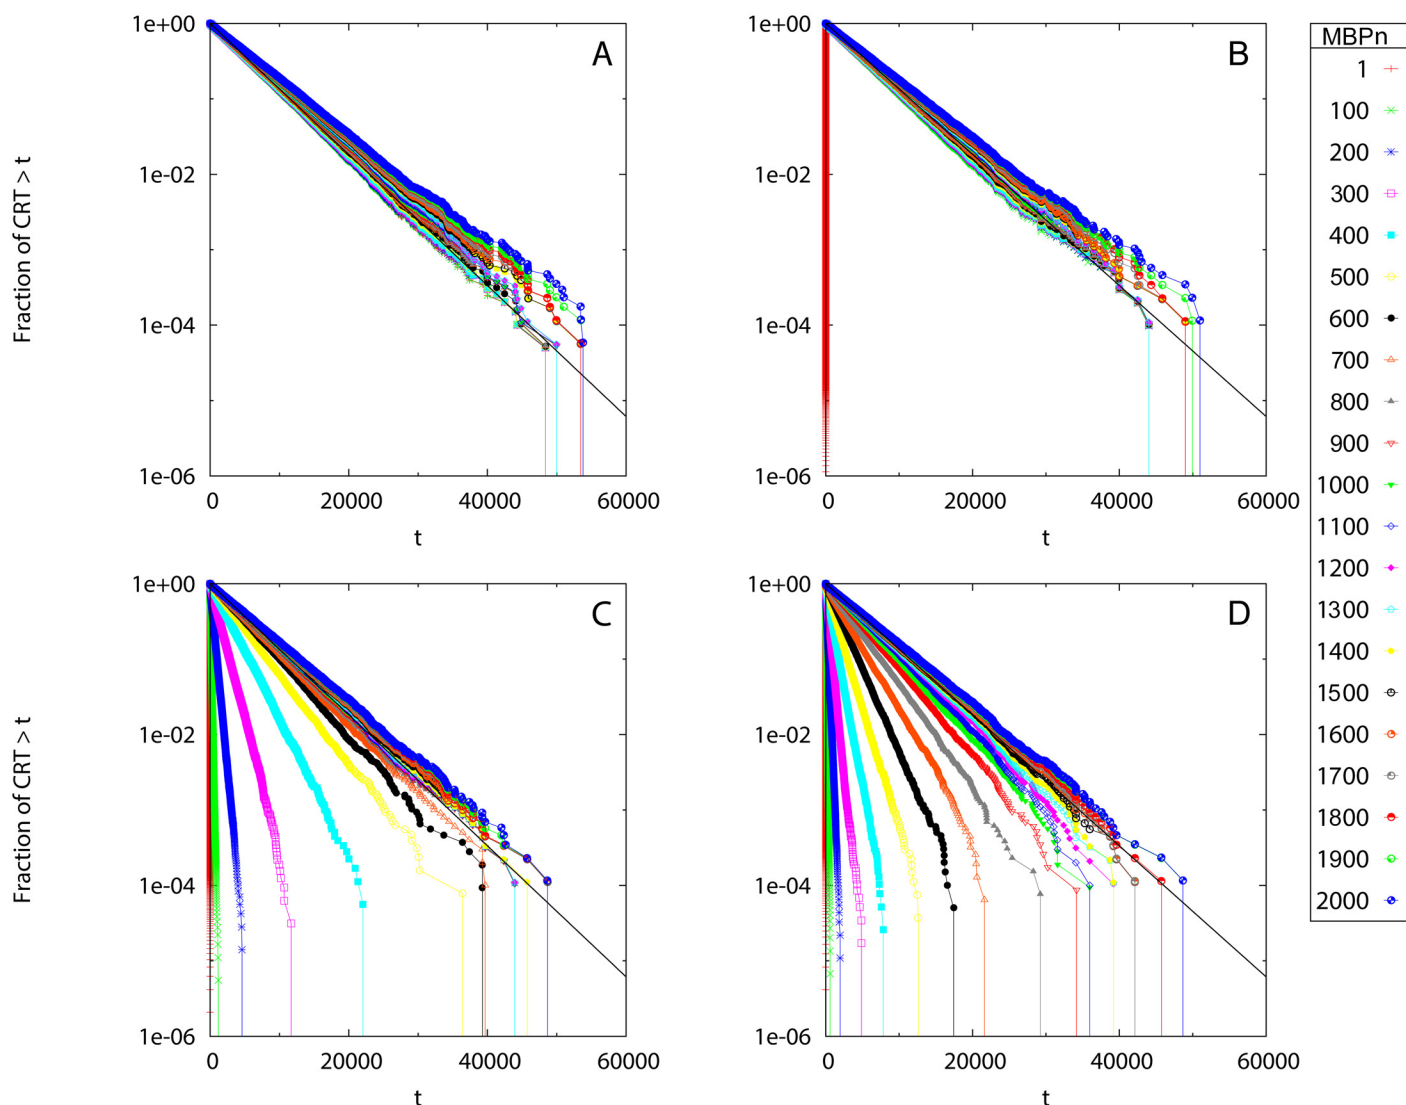 A
Fraction of CRT > t
1e+00
1e-02
1e-04
1e-06
0 20000 40000 60000
t
B
1e+00
1e-02
1e-04
1e-06
0 20000 40000 60000
t
C
Fraction of CRT > t
1e+00
1e-02
1e-04
1e-06
0 20000 40000 60000
t
D
1e+00
1e-02
1e-04
1e-06
0 20000 40000 60000
t
MBPn
1
100
200
300
400
500
600
700
800
900
1000
1100
1200
1300
1400
1500
1600
1700
1800
1900
2000